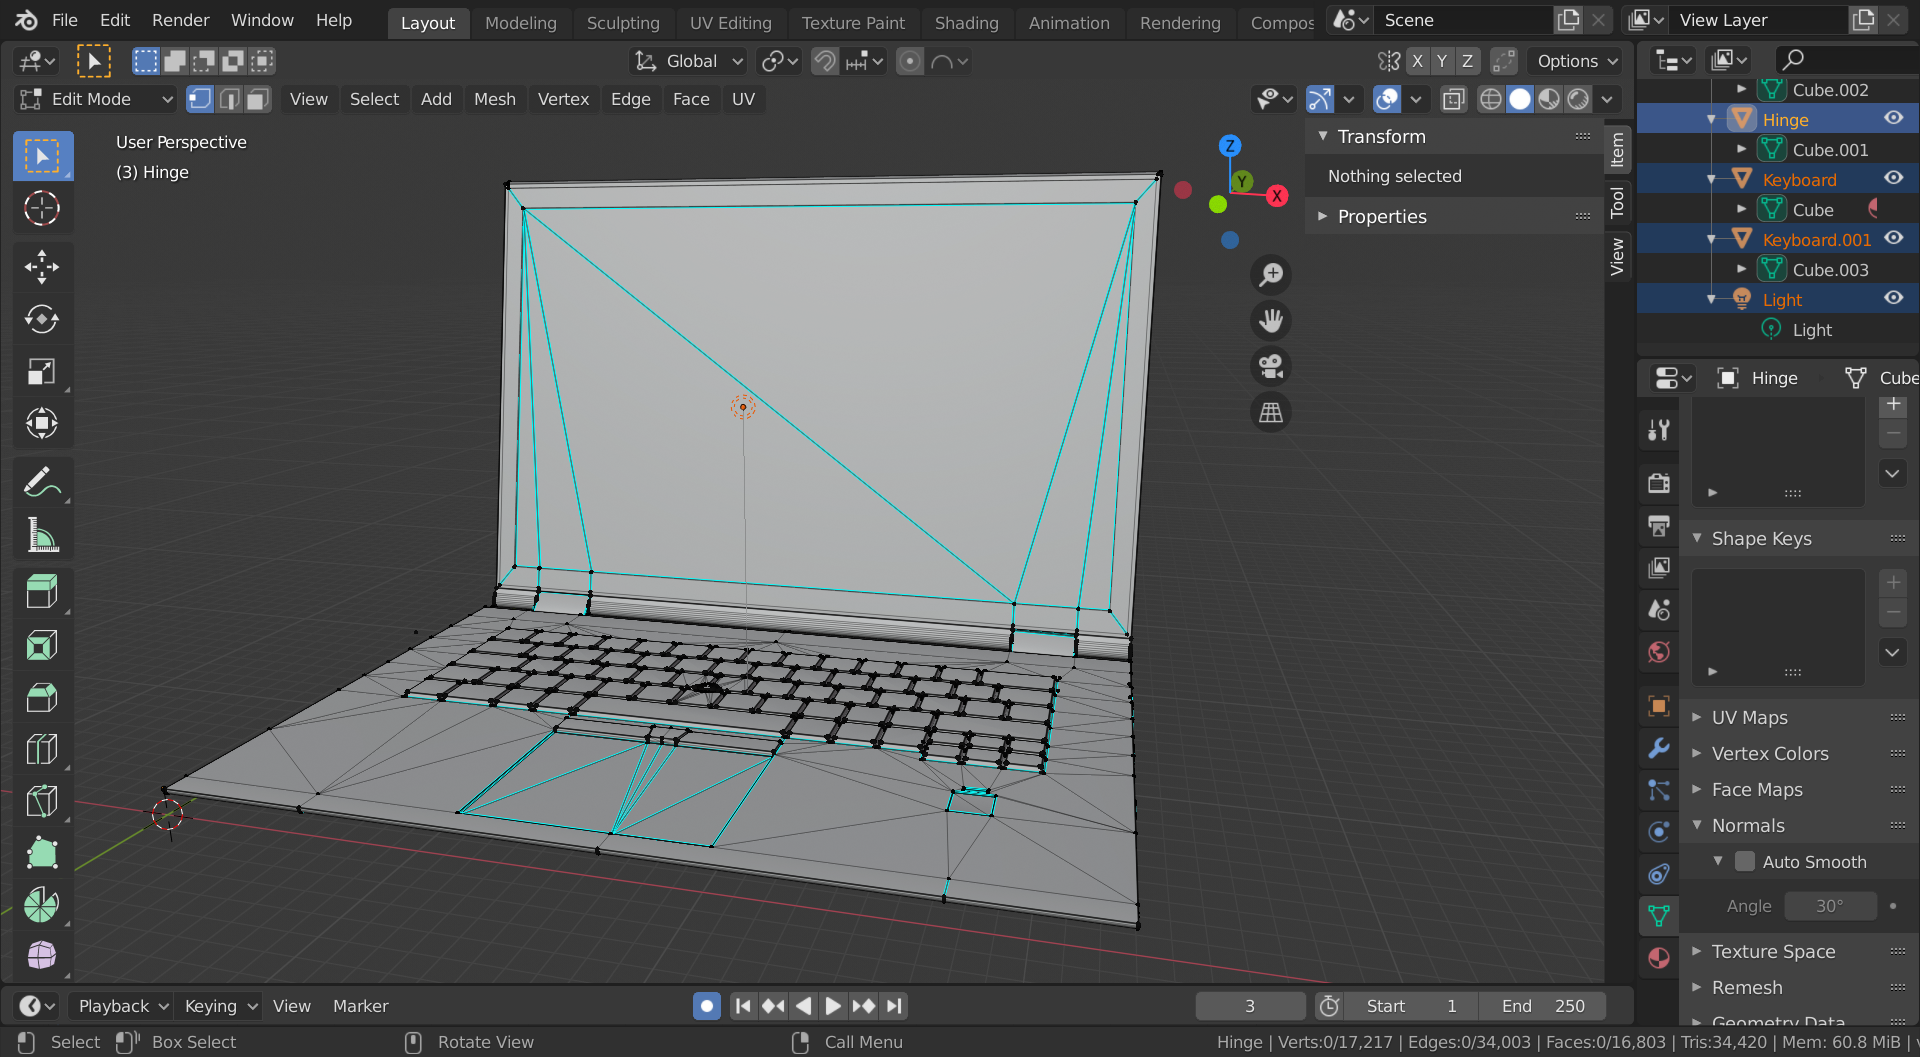 File Edit Render Window Help Layout Modeling Sculpting UV Editing Texture Paint Shading Animation Rendering Compos Scene View Layer
Global X Y Z Options
Edit Mode View Select Add Mesh Vertex Edge Face UV
User Perspective
(3) Hinge
Z
Y
X
Transform
Nothing selected
Properties
Item
Tool
View
Cube.002
Hinge
Cube.001
Keyboard
Cube
Keyboard.001
Cube.003
Light
Light
Hinge Cube
Shape Keys
UV Maps
Vertex Colors
Face Maps
Normals
Auto Smooth
Angle 30°
Texture Space
Remesh
Geometry Data
Playback Keying View Marker 3 Start 1 End 250
Select Box Select Rotate View Call Menu Hinge | Verts:0/17,217 | Edges:0/34,003 | Faces:0/16,803 | Tris:34,420 | Mem: 60.8 MiB |